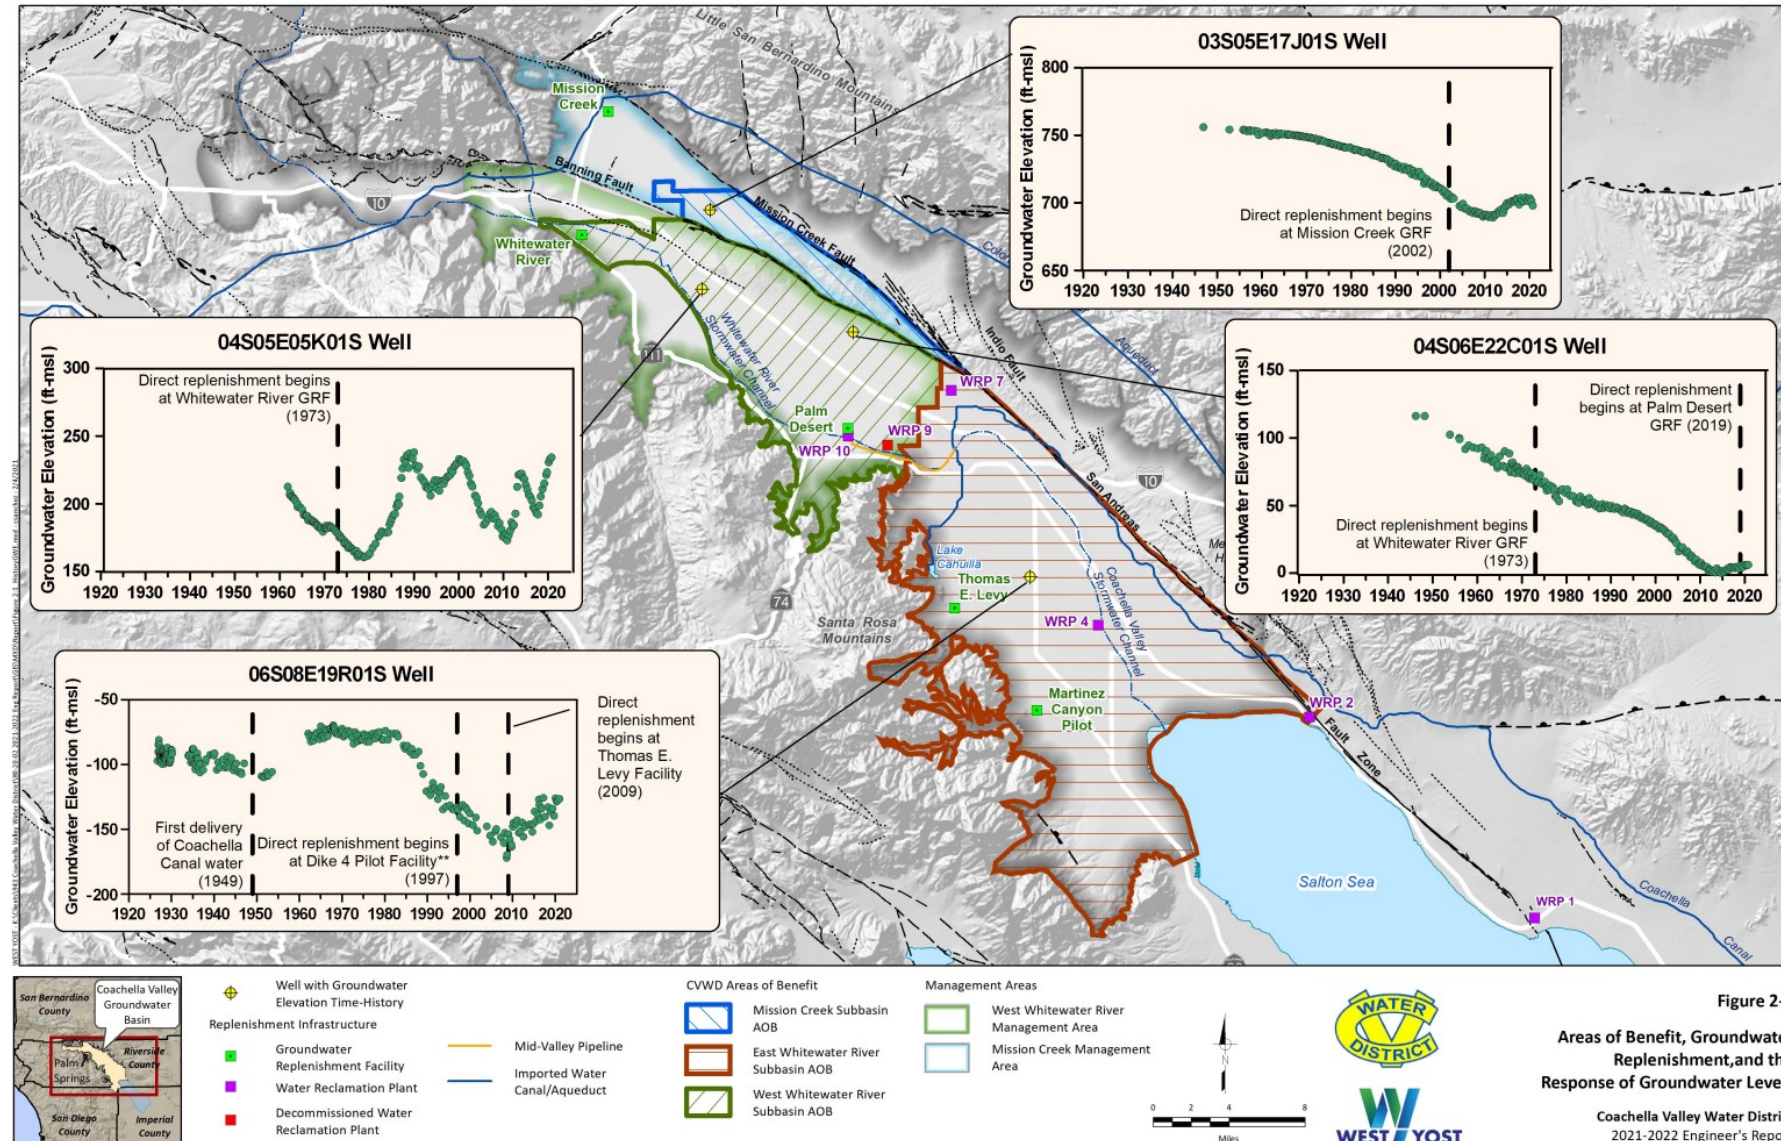 Little San Bernardino Mountains
Mission
Creek
Banning Fault
Mission Creek Fault
10
Whitewater
River
Whitewater River
Stormwater Channel
111
Palm
Desert
WRP 10
WRP 9
WRP 7
Indio Fault
Aqueduct
10
San Andreas
Fault
Zone
Lake
Cahuilla
Thomas
E. Levy
WRP 4
Coachella Valley
Stormwater Channel
74
Santa Rosa
Mountains
Martinez
Canyon
Pilot
WRP 2
Salton Sea
WRP 1
Coachella
Canal
03S05E17J01S Well
Groundwater Elevation (ft-msl)
800
750
700
650
Direct replenishment begins
at Mission Creek GRF
(2002)
1920 1930 1940 1950 1960 1970 1980 1990 2000 2010 2020
04S05E05K01S Well
Groundwater Elevation (ft-msl)
300
250
200
150
Direct replenishment begins
at Whitewater River GRF
(1973)
1920 1930 1940 1950 1960 1970 1980 1990 2000 2010 2020
04S06E22C01S Well
Groundwater Elevation (ft-msl)
150
100
50
0
Direct replenishment
begins at Palm Desert
GRF (2019)
Direct replenishment begins
at Whitewater River GRF
(1973)
1920 1930 1940 1950 1960 1970 1980 1990 2000 2010 2020
06S08E19R01S Well
Groundwater Elevation (ft-msl)
-50
-100
-150
-200
First delivery
of Coachella
Canal water
(1949)
Direct replenishment begins
at Dike 4 Pilot Facility**
(1997)
Direct
replenishment
begins at
Thomas E.
Levy Facility
(2009)
1920 1930 1940 1950 1960 1970 1980 1990 2000 2010 2020
San Bernardino
County
Coachella Valley
Groundwater
Basin
Riverside
County
Palm
Springs
San Diego
County
Imperial
County
Well with Groundwater
Elevation Time-History
Replenishment Infrastructure
Groundwater
Replenishment Facility
Water Reclamation Plant
Decommissioned Water
Reclamation Plant
Mid-Valley Pipeline
Imported Water
Canal/Aqueduct
CVWD Areas of Benefit
Mission Creek Subbasin
AOB
East Whitewater River
Subbasin AOB
West Whitewater River
Subbasin AOB
Management Areas
West Whitewater River
Management Area
Mission Creek Management
Area
N
0 2 4 8
Miles
WATER
DISTRICT
WEST YOST
Figure 2-
Areas of Benefit, Groundwate
Replenishment,and th
Response of Groundwater Leve
Coachella Valley Water Distri
2021-2022 Engineer's Repo